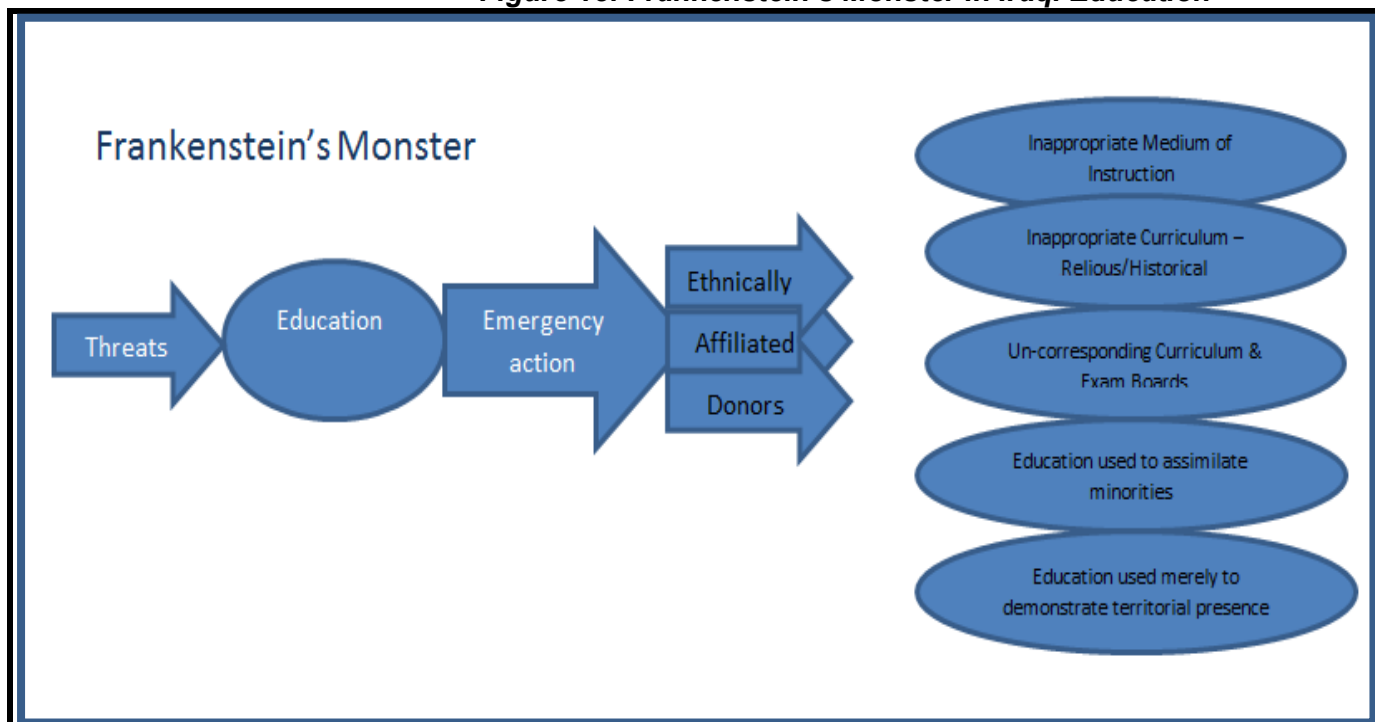 Frankenstein's Monster
Threats
Education
Emergency
action
Ethnically
Affiliated
Donors
Inappropriate Medium of
Instruction
Inappropriate Curriculum –
Relious/Historical
Un-corresponding Curriculum &
Exam Boards
Education used to assimilate
minorities
Education used merely to
demonstrate territorial presence